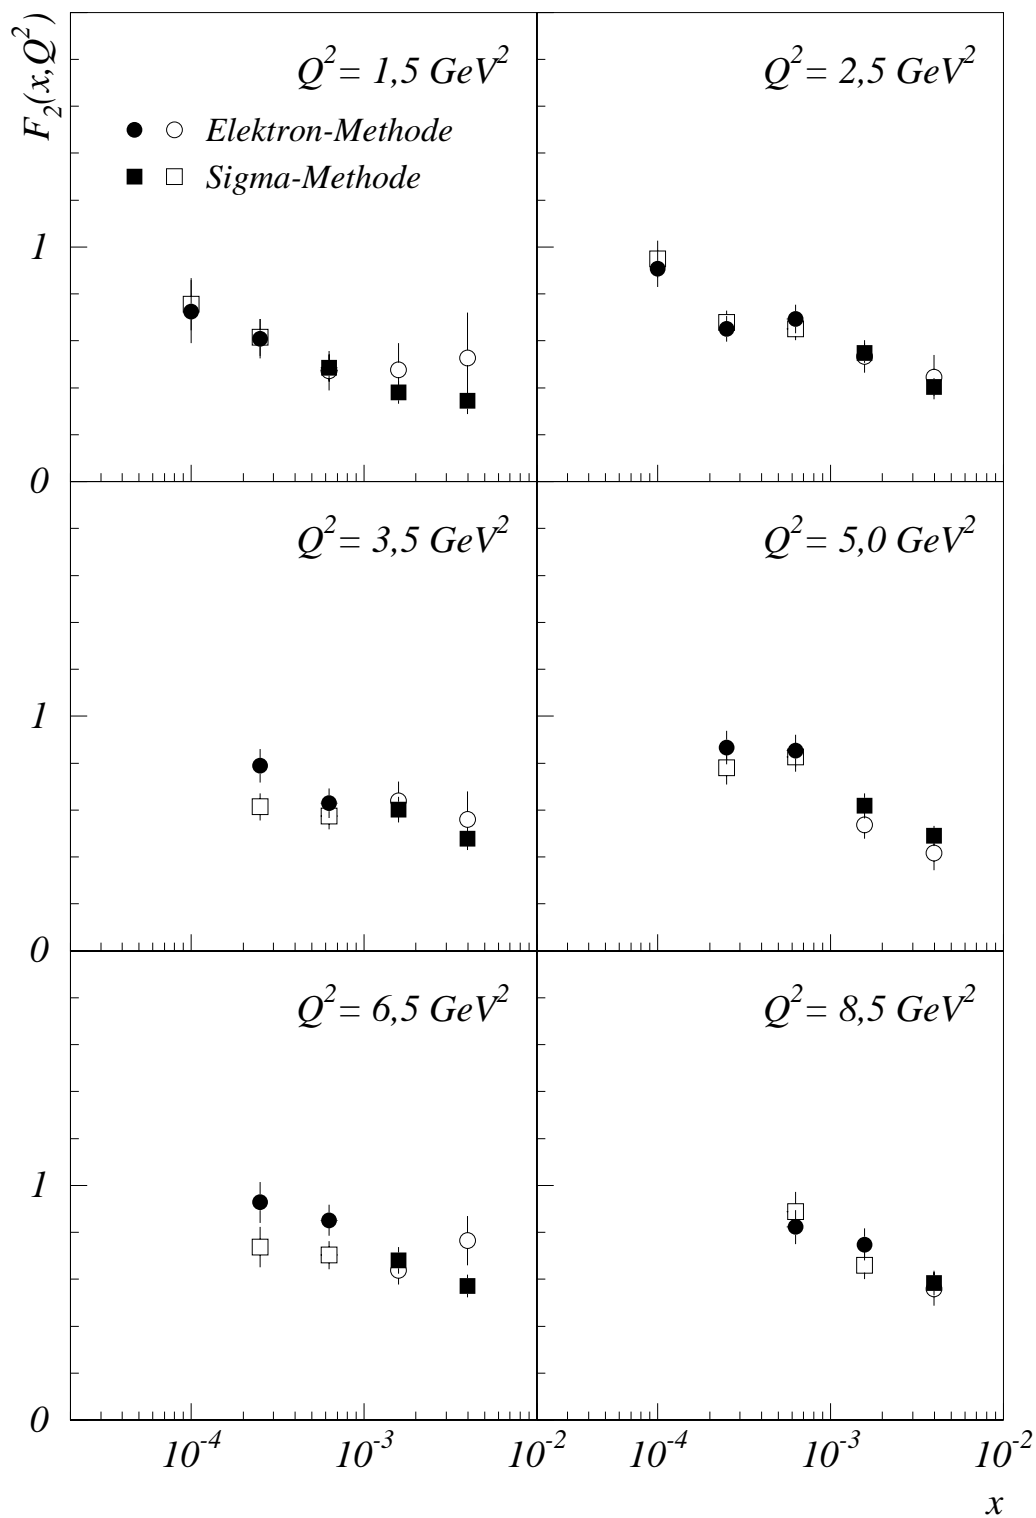 F₂(x,Q²)
Q² = 1,5 GeV²
Q² = 2,5 GeV²
Elektron-Methode
Sigma-Methode
1
0
Q² = 3,5 GeV²
Q² = 5,0 GeV²
1
0
Q² = 6,5 GeV²
Q² = 8,5 GeV²
1
0
10⁻⁴ 10⁻³ 10⁻² 10⁻⁴ 10⁻³ 10⁻²
x